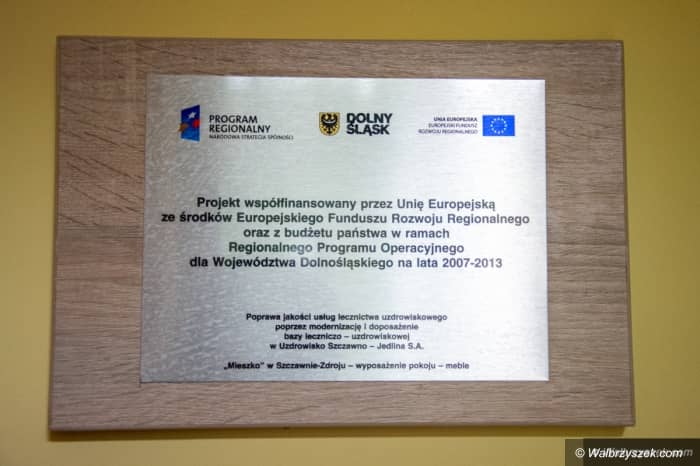 PROGRAM
REGIONALNY
NARODOWA STRATEGIA SPÓJNOŚCI
DOLNY
ŚLĄSK
UNIA EUROPEJSKA
EUROPEJSKI FUNDUSZ
ROZWOJU REGIONALNEGO
Projekt współfinansowany przez Unię Europejską
ze środków Europejskiego Funduszu Rozwoju Regionalnego
oraz z budżetu państwa w ramach
Regionalnego Programu Operacyjnego
dla Województwa Dolnośląskiego na lata 2007-2013
Poprawa jakości usług lecznictwa uzdrowiskowego
poprzez modernizację i doposażenie
bazy leczniczo – uzdrowiskowej
w Uzdrowisko Szczawno – Jedlina S.A.
„Mieszko” w Szczawnie-Zdroju – wyposażenie pokoju – meble
© Walbrzyszek.com